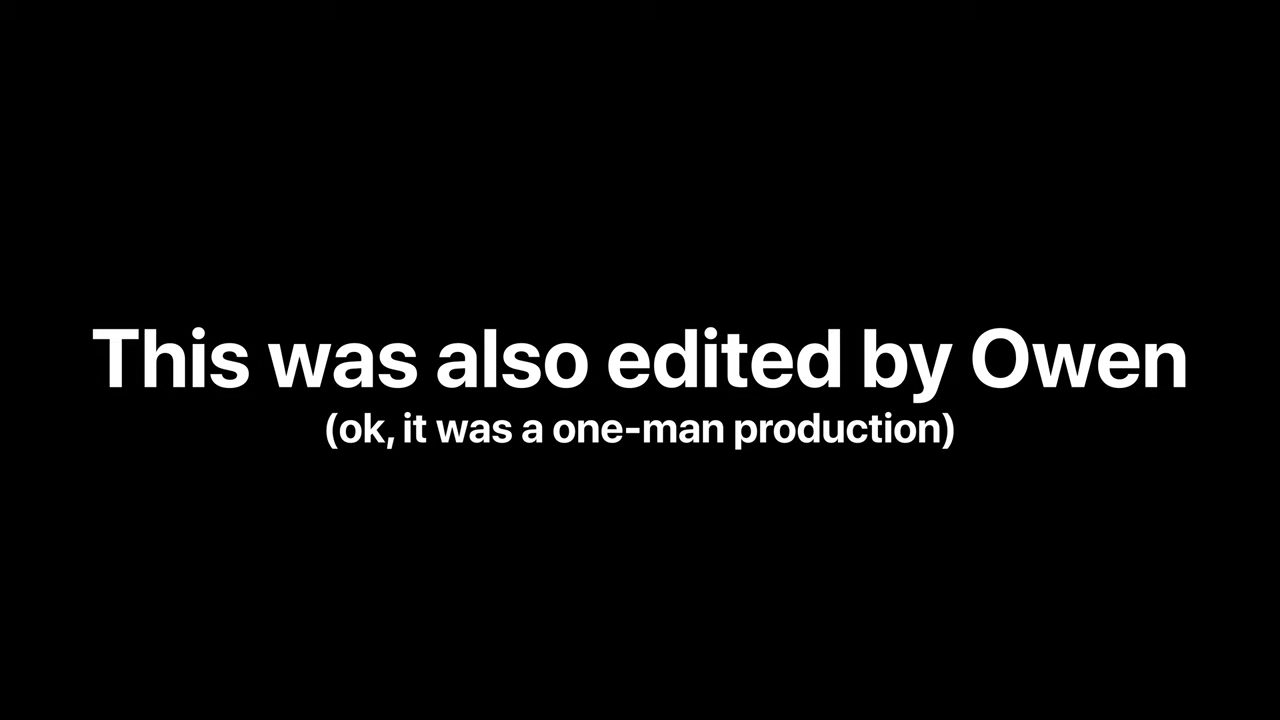 This was also edited by Owen
(ok, it was a one-man production)